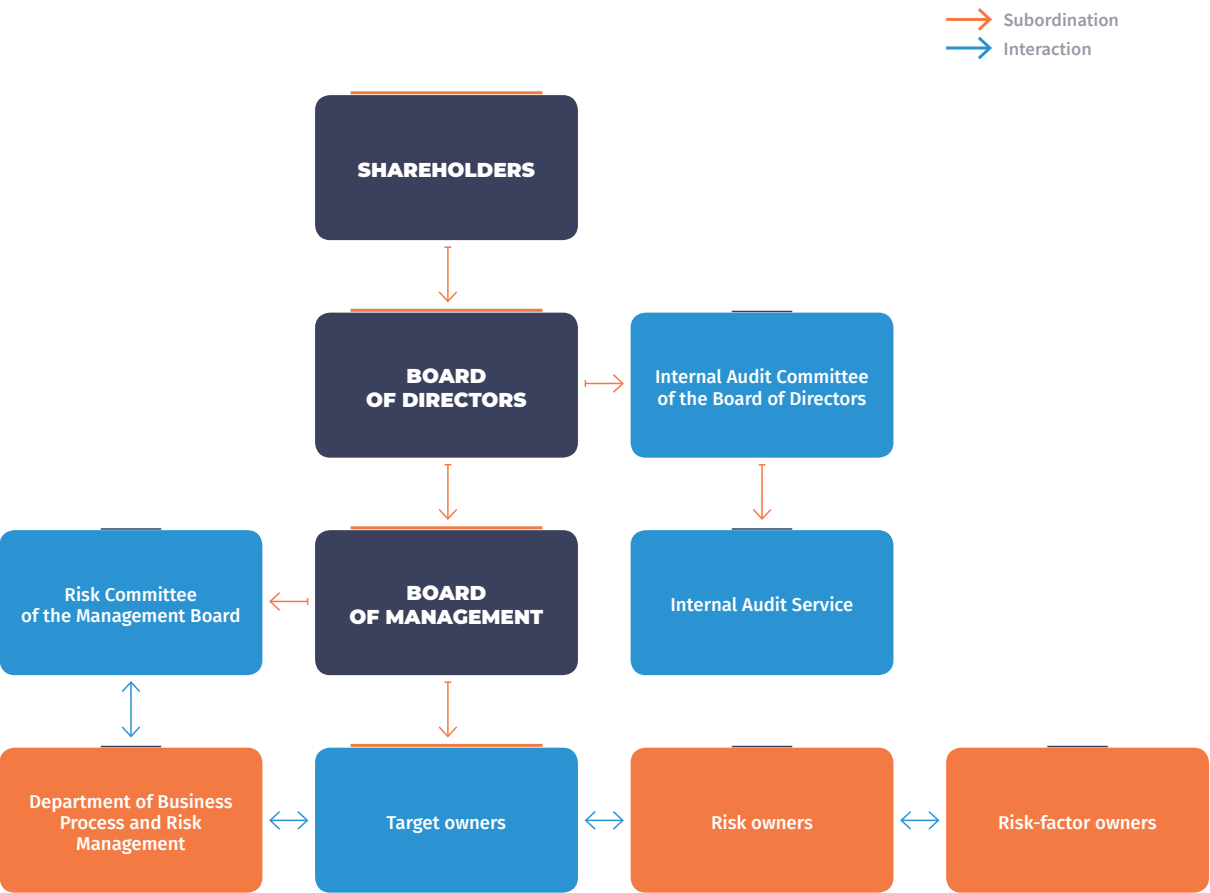 Subordination
Interaction
SHAREHOLDERS
BOARD
OF DIRECTORS
Internal Audit Committee
of the Board of Directors
Risk Committee
of the Management Board
BOARD
OF MANAGEMENT
Internal Audit Service
Department of Business
Process and Risk
Management
Target owners
Risk owners
Risk-factor owners